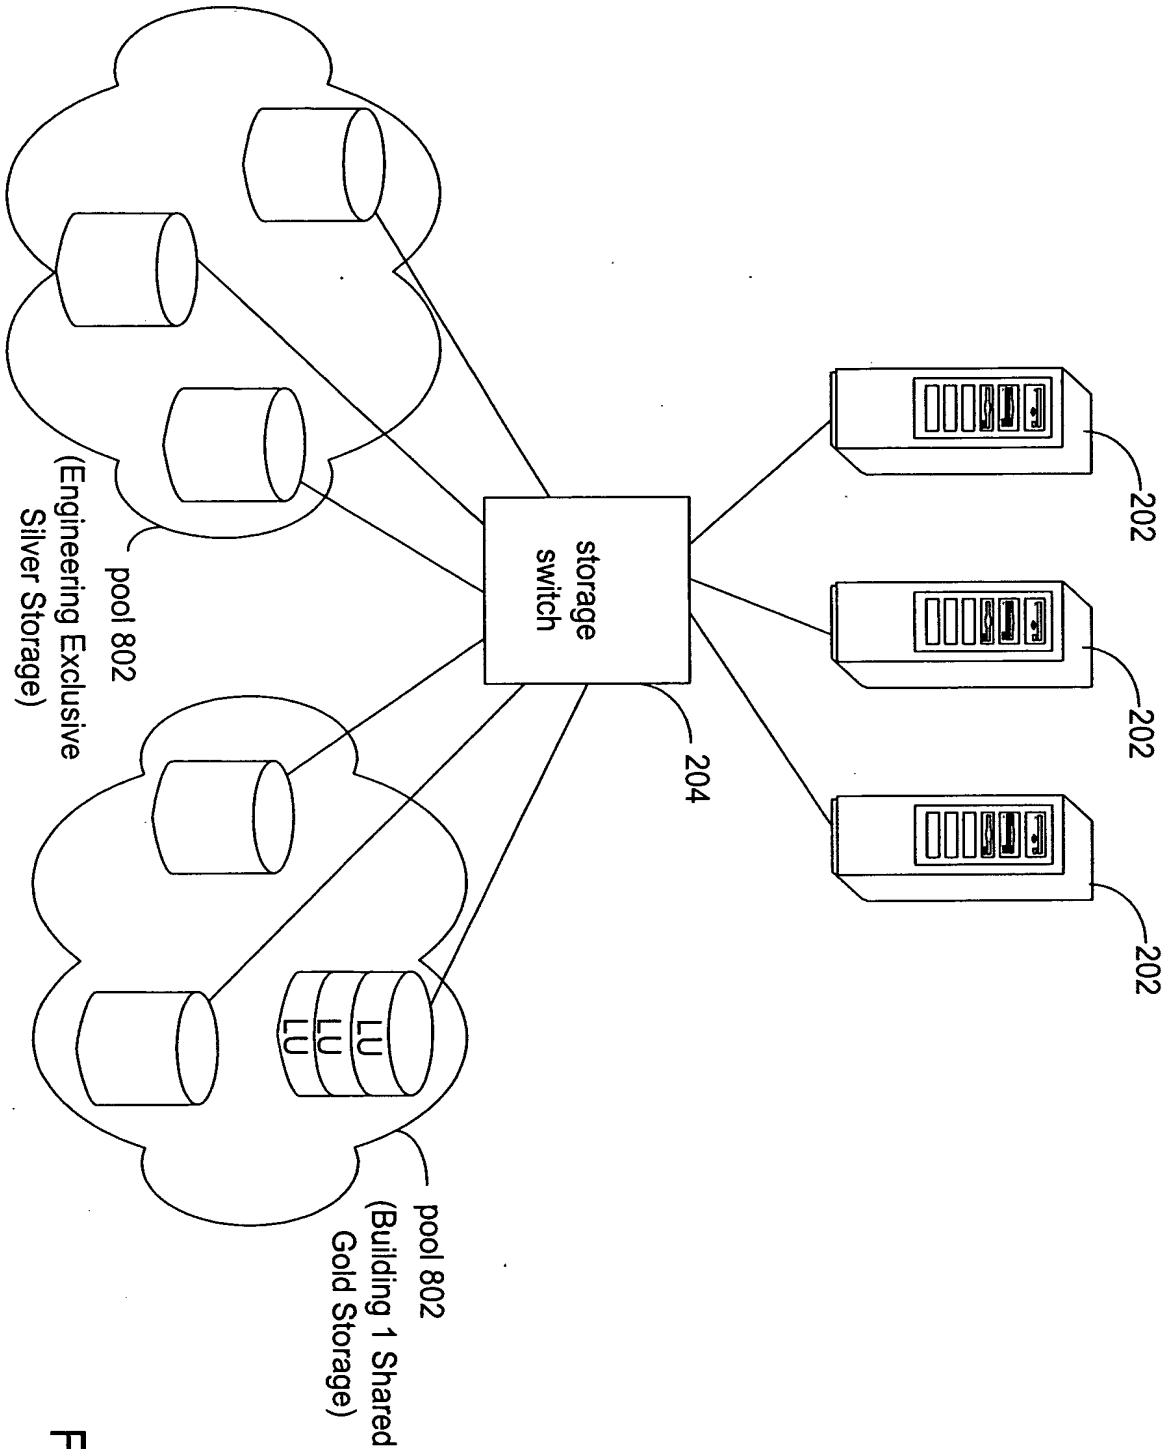 202
202
202
204
storage
switch
pool 802
(Engineering Exclusive
Silver Storage)
LU
LU
LU
pool 802
(Building 1 Shared
Gold Storage)
F